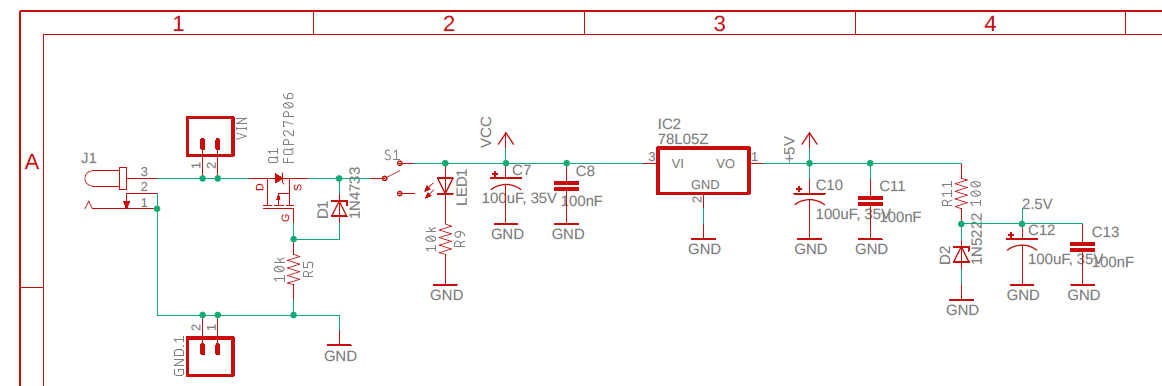 1 2 3 4
A
J1
3
2
1
VIN
1 2
Q1
FQP27P06
D S
G
D1
1N4733
10k
R5
GND.1
2 1
GND
S1
LED1
10k
R9
GND
VCC
C7
100uF, 35V
GND
C8
100nF
GND
IC2
78L05Z
3 VI VO 1
GND
2
GND
+5V
C10
100uF, 35V
GND
C11
100nF
GND
R11
100
D2
1N5222
GND
2.5V
C12
100uF, 35V
GND
C13
100nF
GND